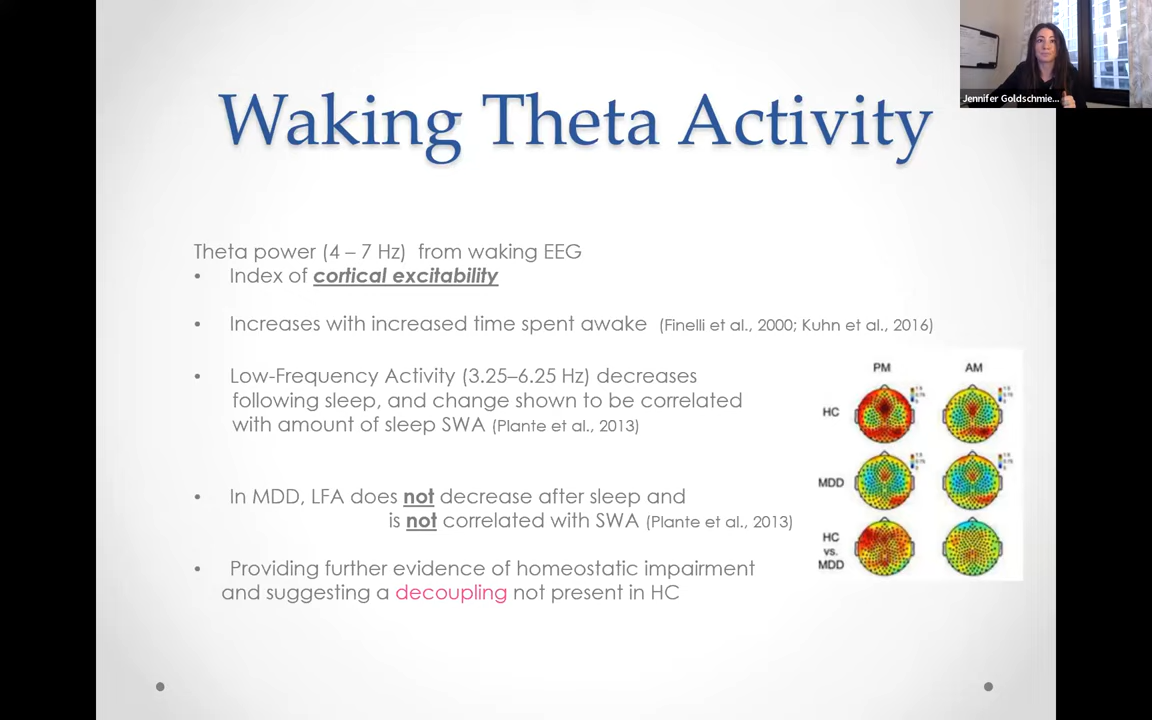 Jennifer Goldschmie...
Waking Theta Activity
Theta power (4 – 7 Hz) from waking EEG
• Index of cortical excitability
• Increases with increased time spent awake (Finelli et al., 2000; Kuhn et al., 2016)
• Low-Frequency Activity (3.25–6.25 Hz) decreases
following sleep, and change shown to be correlated
with amount of sleep SWA (Plante et al., 2013)
• In MDD, LFA does not decrease after sleep and
is not correlated with SWA (Plante et al., 2013)
• Providing further evidence of homeostatic impairment
and suggesting a decoupling not present in HC
PM AM
HC
MDD
HC
vs.
MDD